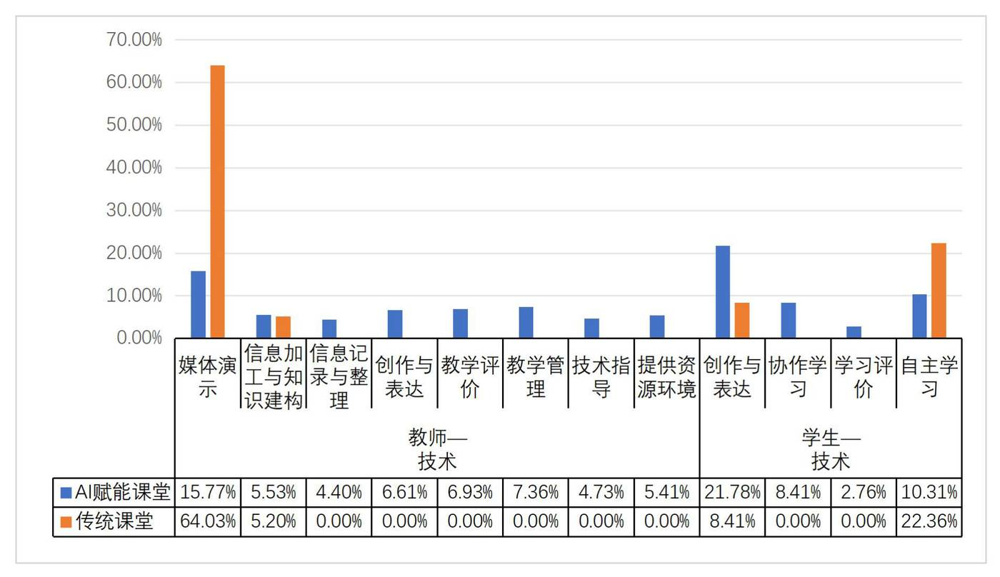 70.00%
60.00%
50.00%
40.00%
30.00%
20.00%
10.00%
0.00%
媒体演
示
信息加
工与知
识建构
信息记
录与整
理
创作与
表达
教学评
价
教学管
理
技术指
导
提供资
源环境
创作与
表达
协作学
习
学习评
价
自主学
习
教师—
技术
学生—
技术
AI赋能课堂 15.77% 5.53% 4.40% 6.61% 6.93% 7.36% 4.73% 5.41% 21.78% 8.41% 2.76% 10.31%
传统课堂 64.03% 5.20% 0.00% 0.00% 0.00% 0.00% 0.00% 0.00% 8.41% 0.00% 0.00% 22.36%